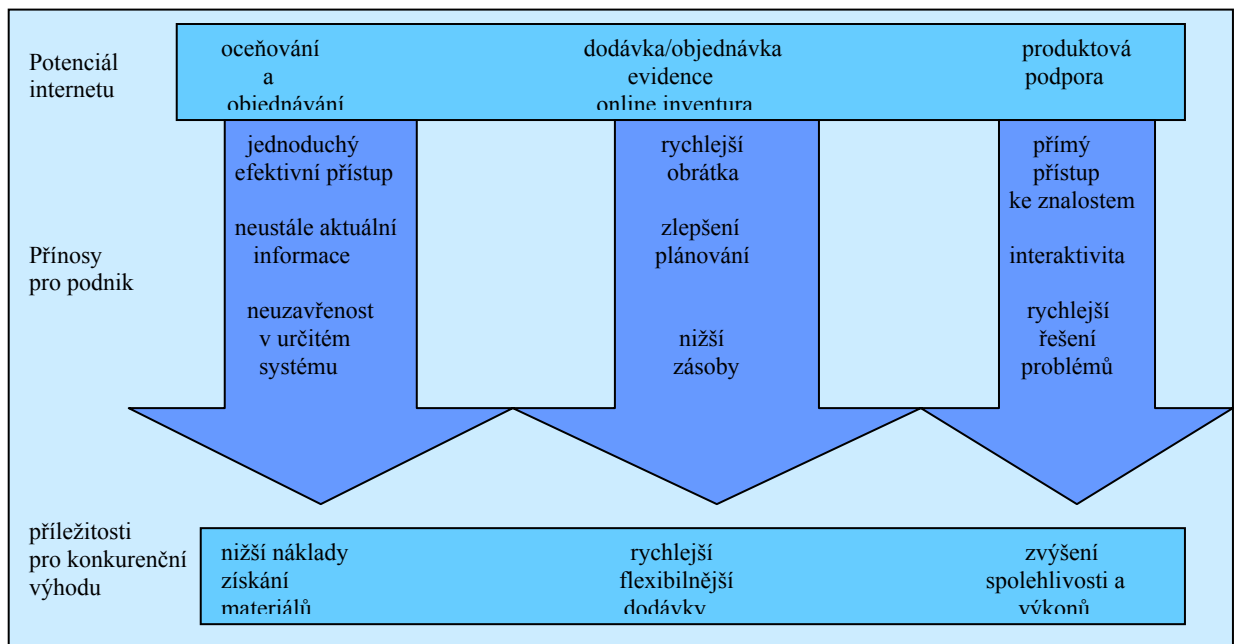 Potenciál
internetu
oceňování
a
objednávání
dodávka/objednávka
evidence
online inventura
produktová
podpora
Přínosy
pro podnik
jednoduchý
efektivní přístup
neustále aktuální
informace
neuzavřenost
v určitém
systému
rychlejší
obrátka
zlepšení
plánování
nižší
zásoby
přímý
přístup
ke znalostem
interaktivita
rychlejší
řešení
problémů
příležitosti
pro konkurenční
výhodu
nižší náklady
získání
materiálů
rychlejší
flexibilnější
dodávky
zvýšení
spolehlivosti a
výkonů